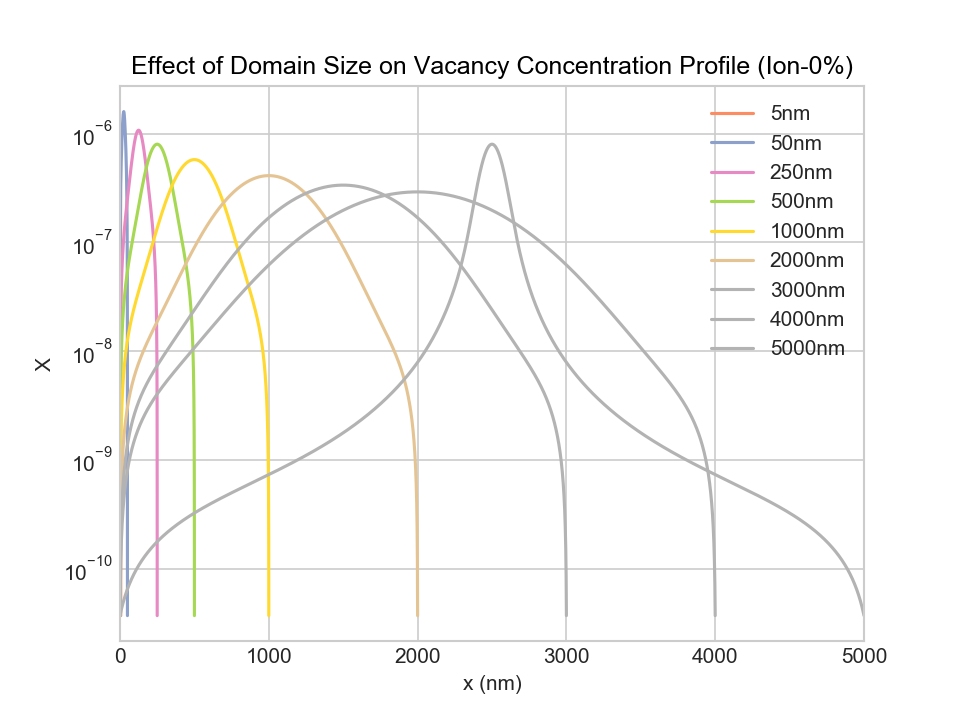 Effect of Domain Size on Vacancy Concentration Profile (Ion-0%)
5nm
50nm
250nm
500nm
1000nm
2000nm
3000nm
4000nm
5000nm
10⁻⁶
10⁻⁷
10⁻⁸
10⁻⁹
10⁻¹⁰
X
0 1000 2000 3000 4000 5000
x (nm)